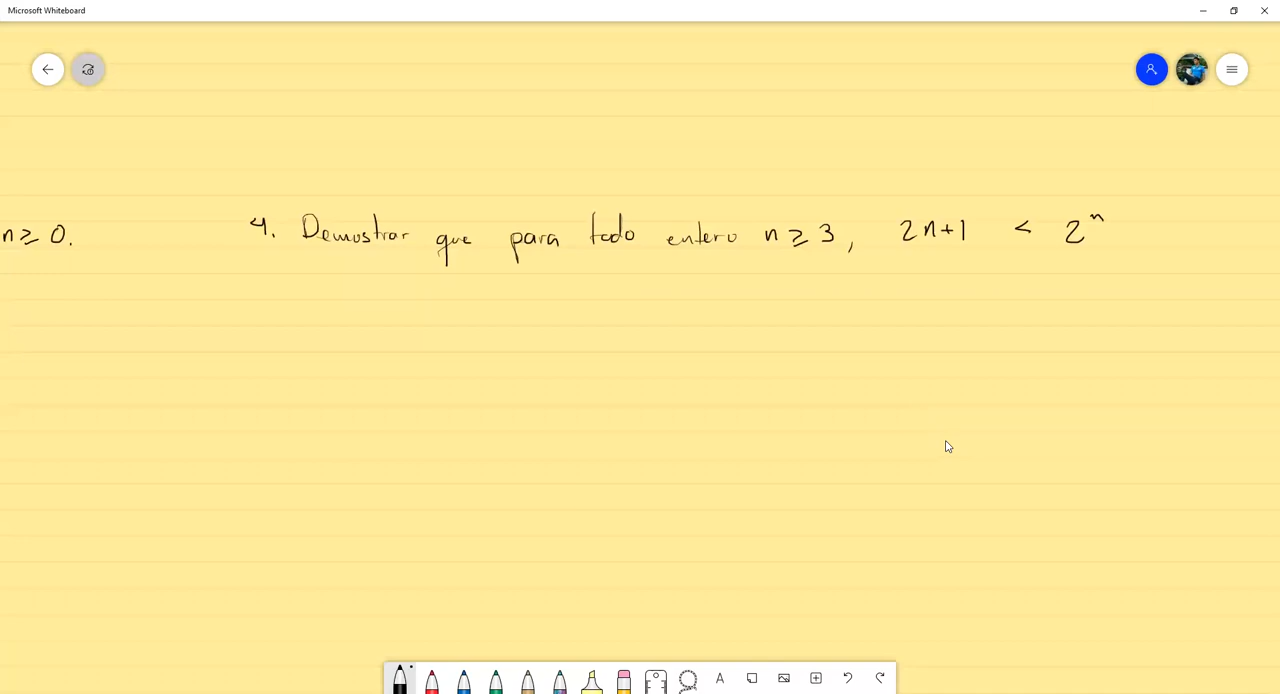 Microsoft Whiteboard
n ≥ 0.
4. Demostrar que para todo entero n ≥ 3, 2n+1 < 2ⁿ
A